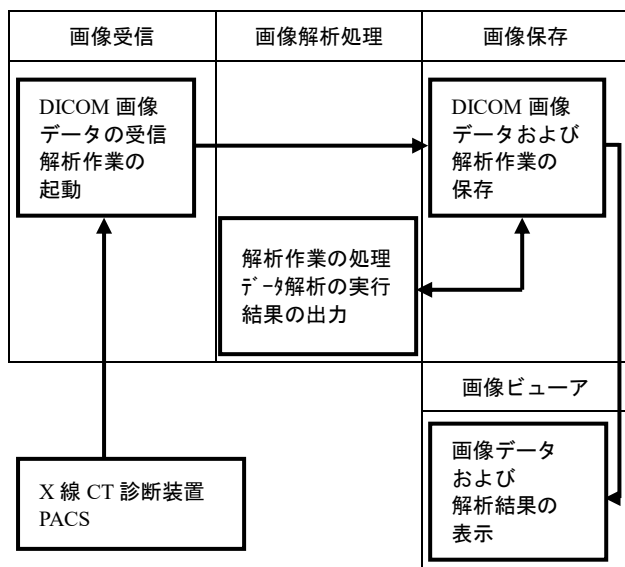 画像受信
画像解析処理
画像保存
DICOM 画像
データの受信
解析作業の
起動
DICOM 画像
データおよび
解析作業の
保存
解析作業の処理
ﾃﾞｰﾀ解析の実行
結果の出力
画像ビューア
X 線 CT 診断装置
PACS
画像データ
および
解析結果の
表示